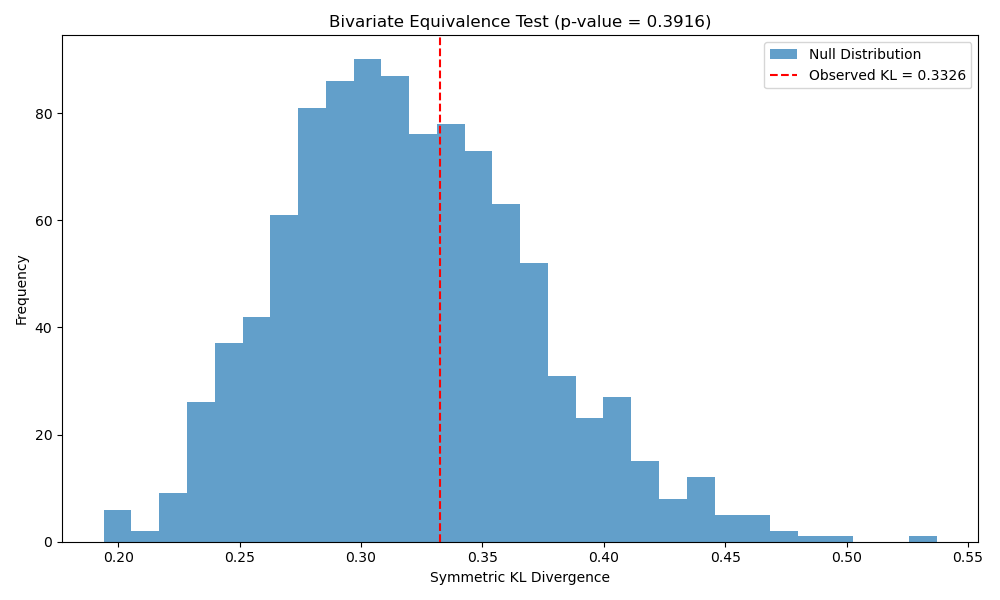 Bivariate Equivalence Test (p-value = 0.3916)
Null Distribution
Observed KL = 0.3326
Frequency
80
60
40
20
0
0.20 0.25 0.30 0.35 0.40 0.45 0.50 0.55
Symmetric KL Divergence